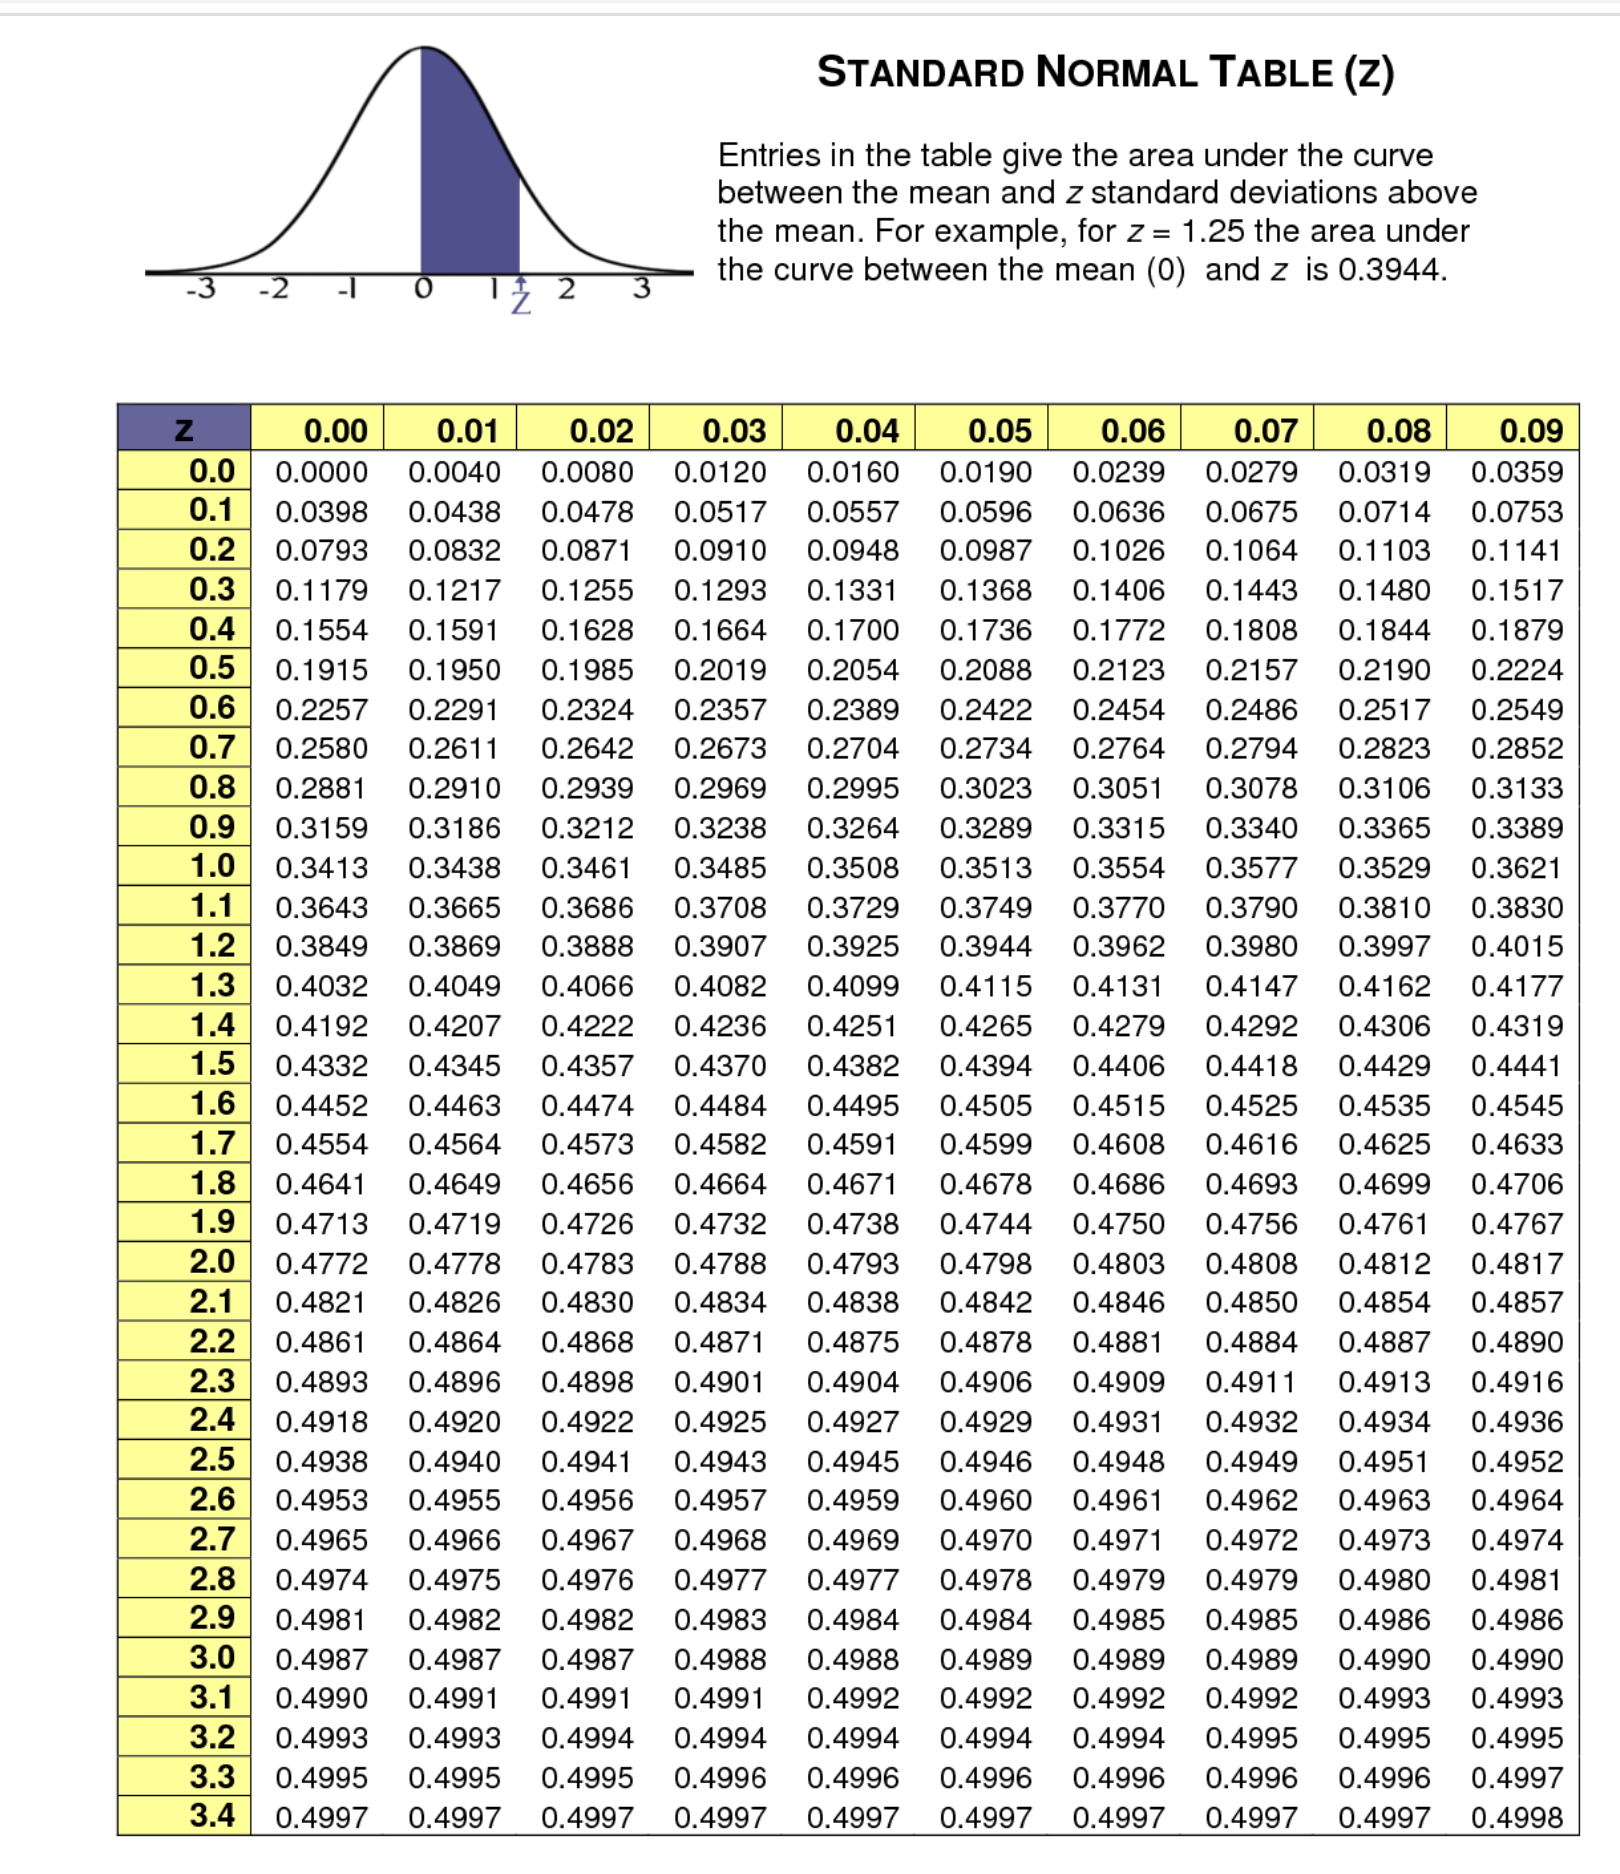 STANDARD NORMAL TABLE (Z)
Entries in the table give the area under the curve
between the mean and z standard deviations above
the mean. For example, for z = 1.25 the area under
the curve between the mean (0) and z is 0.3944.
-3 -2 -1 0 1 Z 2 3
z 0.00 0.01 0.02 0.03 0.04 0.05 0.06 0.07 0.08 0.09
0.0 0.0000 0.0040 0.0080 0.0120 0.0160 0.0190 0.0239 0.0279 0.0319 0.0359
0.1 0.0398 0.0438 0.0478 0.0517 0.0557 0.0596 0.0636 0.0675 0.0714 0.0753
0.2 0.0793 0.0832 0.0871 0.0910 0.0948 0.0987 0.1026 0.1064 0.1103 0.1141
0.3 0.1179 0.1217 0.1255 0.1293 0.1331 0.1368 0.1406 0.1443 0.1480 0.1517
0.4 0.1554 0.1591 0.1628 0.1664 0.1700 0.1736 0.1772 0.1808 0.1844 0.1879
0.5 0.1915 0.1950 0.1985 0.2019 0.2054 0.2088 0.2123 0.2157 0.2190 0.2224
0.6 0.2257 0.2291 0.2324 0.2357 0.2389 0.2422 0.2454 0.2486 0.2517 0.2549
0.7 0.2580 0.2611 0.2642 0.2673 0.2704 0.2734 0.2764 0.2794 0.2823 0.2852
0.8 0.2881 0.2910 0.2939 0.2969 0.2995 0.3023 0.3051 0.3078 0.3106 0.3133
0.9 0.3159 0.3186 0.3212 0.3238 0.3264 0.3289 0.3315 0.3340 0.3365 0.3389
1.0 0.3413 0.3438 0.3461 0.3485 0.3508 0.3513 0.3554 0.3577 0.3529 0.3621
1.1 0.3643 0.3665 0.3686 0.3708 0.3729 0.3749 0.3770 0.3790 0.3810 0.3830
1.2 0.3849 0.3869 0.3888 0.3907 0.3925 0.3944 0.3962 0.3980 0.3997 0.4015
1.3 0.4032 0.4049 0.4066 0.4082 0.4099 0.4115 0.4131 0.4147 0.4162 0.4177
1.4 0.4192 0.4207 0.4222 0.4236 0.4251 0.4265 0.4279 0.4292 0.4306 0.4319
1.5 0.4332 0.4345 0.4357 0.4370 0.4382 0.4394 0.4406 0.4418 0.4429 0.4441
1.6 0.4452 0.4463 0.4474 0.4484 0.4495 0.4505 0.4515 0.4525 0.4535 0.4545
1.7 0.4554 0.4564 0.4573 0.4582 0.4591 0.4599 0.4608 0.4616 0.4625 0.4633
1.8 0.4641 0.4649 0.4656 0.4664 0.4671 0.4678 0.4686 0.4693 0.4699 0.4706
1.9 0.4713 0.4719 0.4726 0.4732 0.4738 0.4744 0.4750 0.4756 0.4761 0.4767
2.0 0.4772 0.4778 0.4783 0.4788 0.4793 0.4798 0.4803 0.4808 0.4812 0.4817
2.1 0.4821 0.4826 0.4830 0.4834 0.4838 0.4842 0.4846 0.4850 0.4854 0.4857
2.2 0.4861 0.4864 0.4868 0.4871 0.4875 0.4878 0.4881 0.4884 0.4887 0.4890
2.3 0.4893 0.4896 0.4898 0.4901 0.4904 0.4906 0.4909 0.4911 0.4913 0.4916
2.4 0.4918 0.4920 0.4922 0.4925 0.4927 0.4929 0.4931 0.4932 0.4934 0.4936
2.5 0.4938 0.4940 0.4941 0.4943 0.4945 0.4946 0.4948 0.4949 0.4951 0.4952
2.6 0.4953 0.4955 0.4956 0.4957 0.4959 0.4960 0.4961 0.4962 0.4963 0.4964
2.7 0.4965 0.4966 0.4967 0.4968 0.4969 0.4970 0.4971 0.4972 0.4973 0.4974
2.8 0.4974 0.4975 0.4976 0.4977 0.4977 0.4978 0.4979 0.4979 0.4980 0.4981
2.9 0.4981 0.4982 0.4982 0.4983 0.4984 0.4984 0.4985 0.4985 0.4986 0.4986
3.0 0.4987 0.4987 0.4987 0.4988 0.4988 0.4989 0.4989 0.4989 0.4990 0.4990
3.1 0.4990 0.4991 0.4991 0.4991 0.4992 0.4992 0.4992 0.4992 0.4993 0.4993
3.2 0.4993 0.4993 0.4994 0.4994 0.4994 0.4994 0.4994 0.4995 0.4995 0.4995
3.3 0.4995 0.4995 0.4995 0.4996 0.4996 0.4996 0.4996 0.4996 0.4996 0.4997
3.4 0.4997 0.4997 0.4997 0.4997 0.4997 0.4997 0.4997 0.4997 0.4997 0.4998